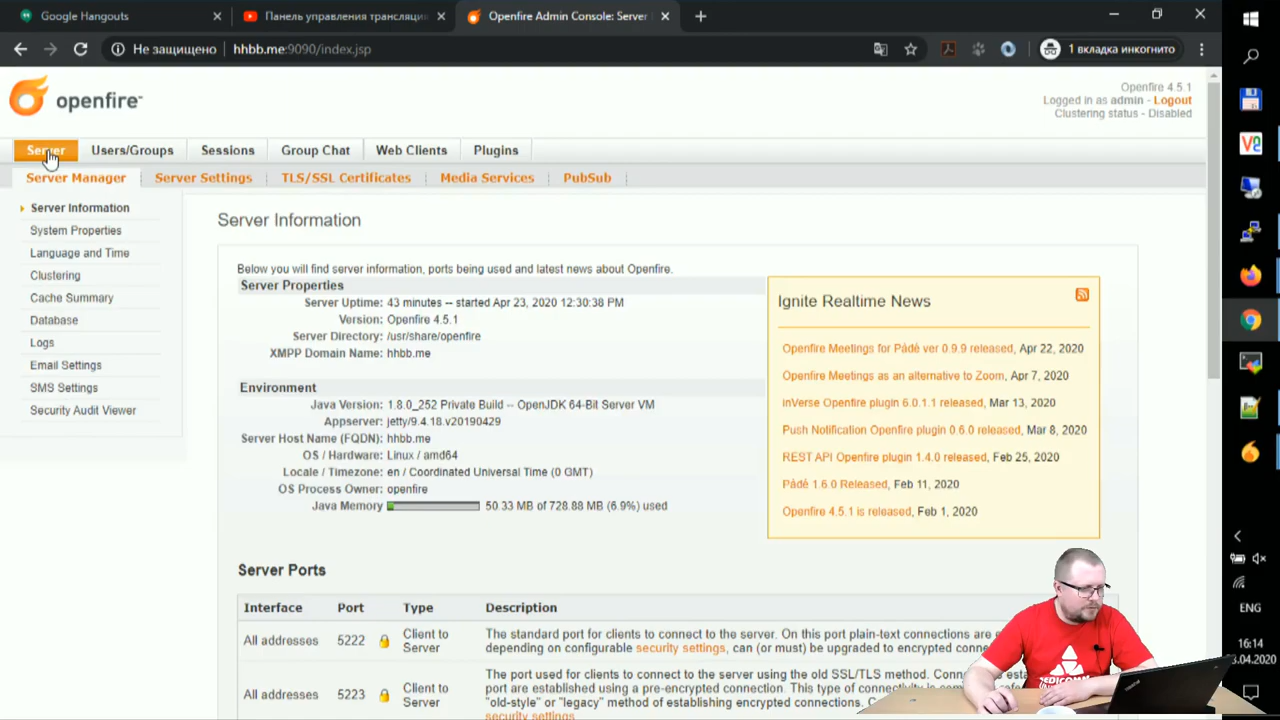 Google Hangouts
Панель управления трансляцие
Openfire Admin Console: Server
Не защищено
hhbb.me:9090/index.jsp
1 вкладка инкогнито
openfire
Openfire 4.5.1
Logged in as admin - Logout
Clustering status - Disabled
Server
Users/Groups
Sessions
Group Chat
Web Clients
Plugins
Server Manager
Server Settings
TLS/SSL Certificates
Media Services
PubSub
Server Information
System Properties
Language and Time
Clustering
Cache Summary
Database
Logs
Email Settings
SMS Settings
Security Audit Viewer
Server Information
Below you will find server information, ports being used and latest news about Openfire.
Server Properties
Server Uptime: 43 minutes -- started Apr 23, 2020 12:30:38 PM
Version: Openfire 4.5.1
Server Directory: /usr/share/openfire
XMPP Domain Name: hhbb.me
Environment
Java Version: 1.8.0_252 Private Build -- OpenJDK 64-Bit Server VM
Appserver: jetty/9.4.18.v20190429
Server Host Name (FQDN): hhbb.me
OS / Hardware: Linux / amd64
Locale / Timezone: en / Coordinated Universal Time (0 GMT)
OS Process Owner: openfire
Java Memory 50.33 MB of 728.88 MB (6.9%) used
Ignite Realtime News
Openfire Meetings for Pàdé ver 0.9.9 released, Apr 22, 2020
Openfire Meetings as an alternative to Zoom, Apr 7, 2020
inVerse Openfire plugin 6.0.1.1 released, Mar 13, 2020
Push Notification Openfire plugin 0.6.0 released, Mar 8, 2020
REST API Openfire plugin 1.4.0 released, Feb 25, 2020
Pàdé 1.6.0 Released, Feb 11, 2020
Openfire 4.5.1 is released, Feb 1, 2020
Server Ports
Interface Port Type Description
All addresses 5222 Client to Server
The standard port for clients to connect to the server. On this port plain-text connections are e
depending on configurable security settings, can (or must) be upgraded to encrypted conne
All addresses 5223 Client to Server
The port used for clients to connect to the server using the old SSL/TLS method. Connec
port are established using a pre-encrypted connection. This type of connectivity is com
"old-style" or "legacy" method of establishing encrypted connections. C
security settings
ENG
16:14
3.04.2020